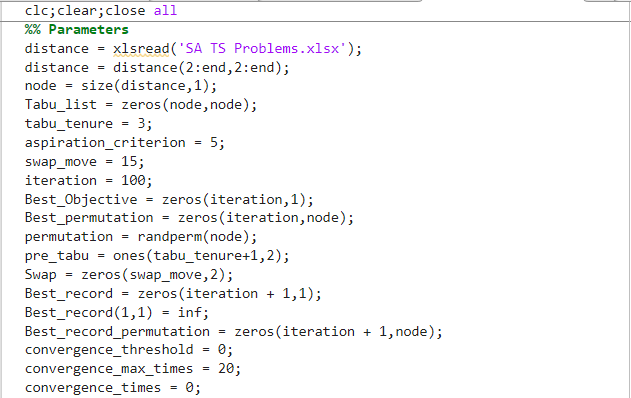 clc;clear;close all
%% Parameters
distance = xlsread('SA TS Problems.xlsx');
distance = distance(2:end,2:end);
node = size(distance,1);
Tabu_list = zeros(node,node);
tabu_tenure = 3;
aspiration_criterion = 5;
swap_move = 15;
iteration = 100;
Best_Objective = zeros(iteration,1);
Best_permutation = zeros(iteration,node);
permutation = randperm(node);
pre_tabu = ones(tabu_tenure+1,2);
Swap = zeros(swap_move,2);
Best_record = zeros(iteration + 1,1);
Best_record(1,1) = inf;
Best_record_permutation = zeros(iteration + 1,node);
convergence_threshold = 0;
convergence_max_times = 20;
convergence_times = 0;